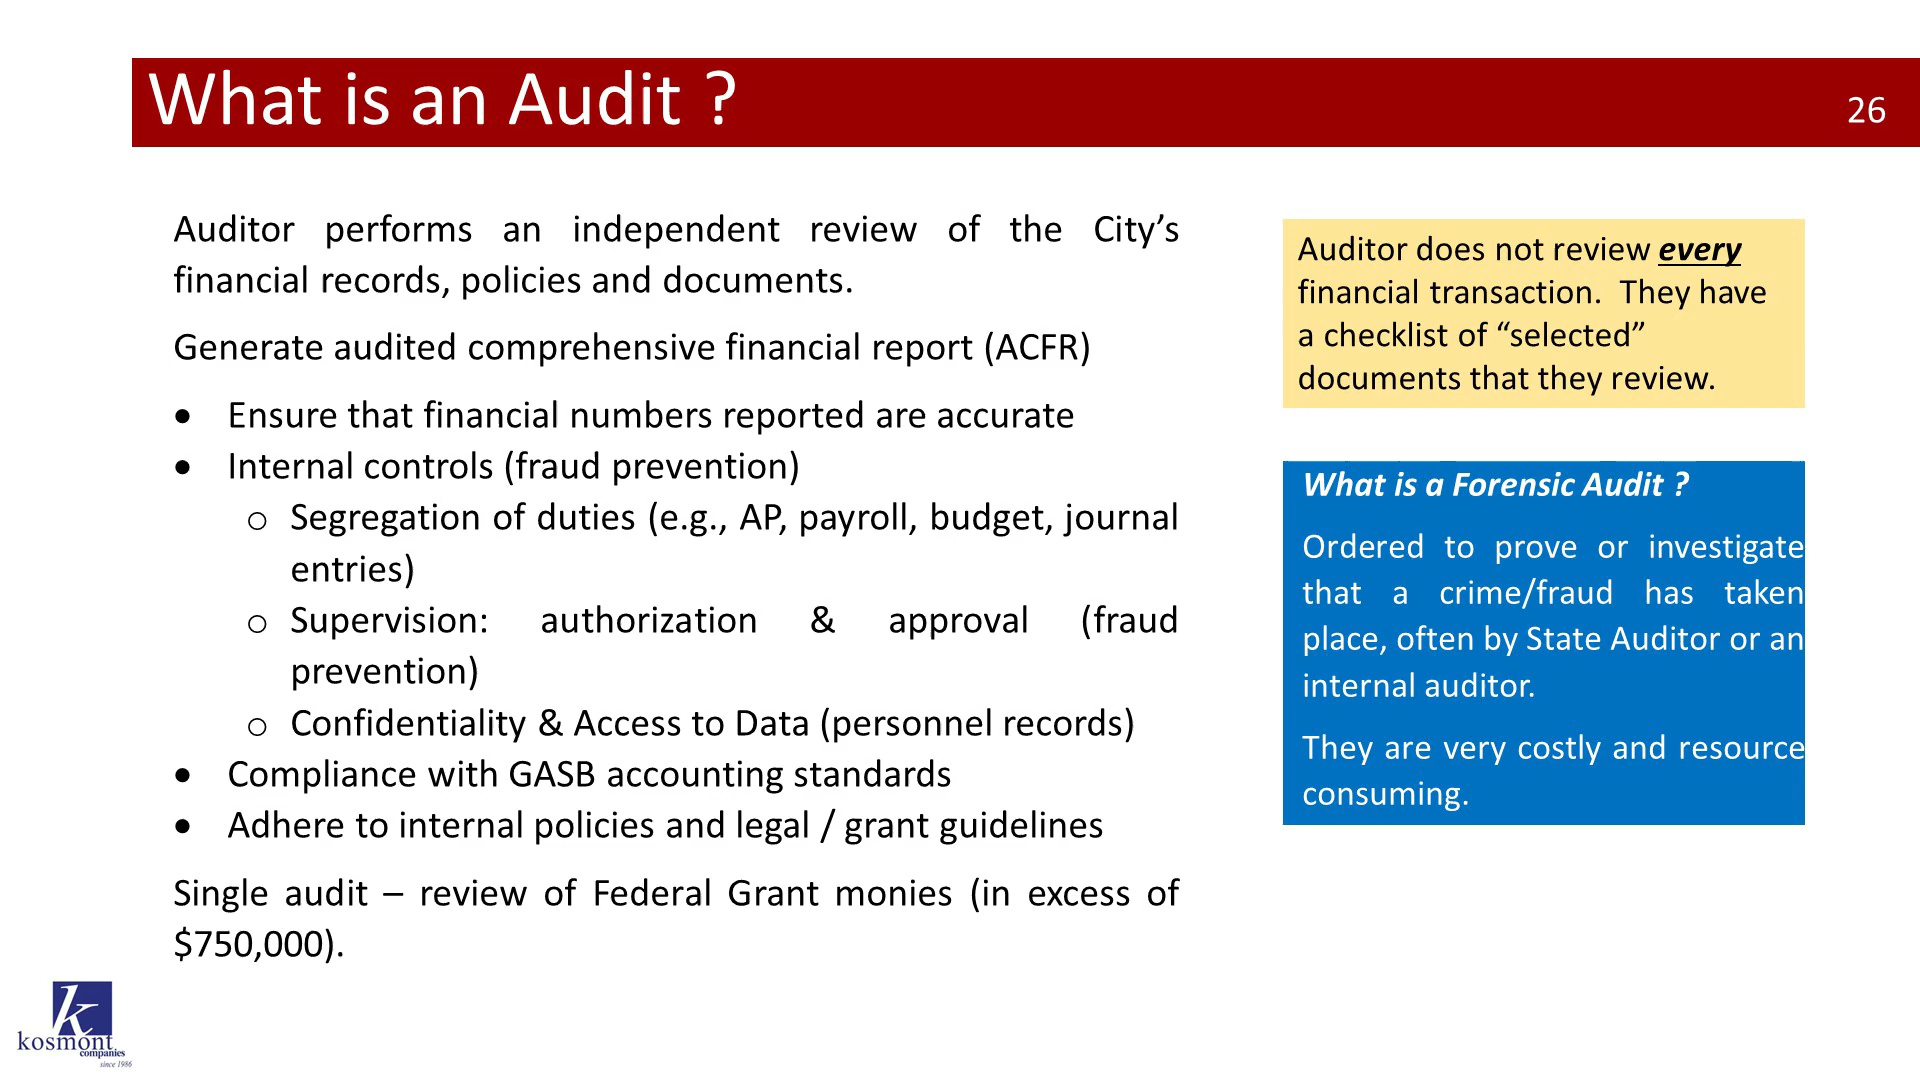 What is an Audit ?
26
Auditor performs an independent review of the City’s
financial records, policies and documents.
Generate audited comprehensive financial report (ACFR)
• Ensure that financial numbers reported are accurate
• Internal controls (fraud prevention)
o Segregation of duties (e.g., AP, payroll, budget, journal
entries)
o Supervision: authorization & approval (fraud
prevention)
o Confidentiality & Access to Data (personnel records)
• Compliance with GASB accounting standards
• Adhere to internal policies and legal / grant guidelines
Single audit – review of Federal Grant monies (in excess of
$750,000).
Auditor does not review every
financial transaction.  They have
a checklist of “selected”
documents that they review.
What is a Forensic Audit ?
Ordered to prove or investigate
that a crime/fraud has taken
place, often by State Auditor or an
internal auditor.
They are very costly and resource
consuming.
k
kosmont
companies
since 1986